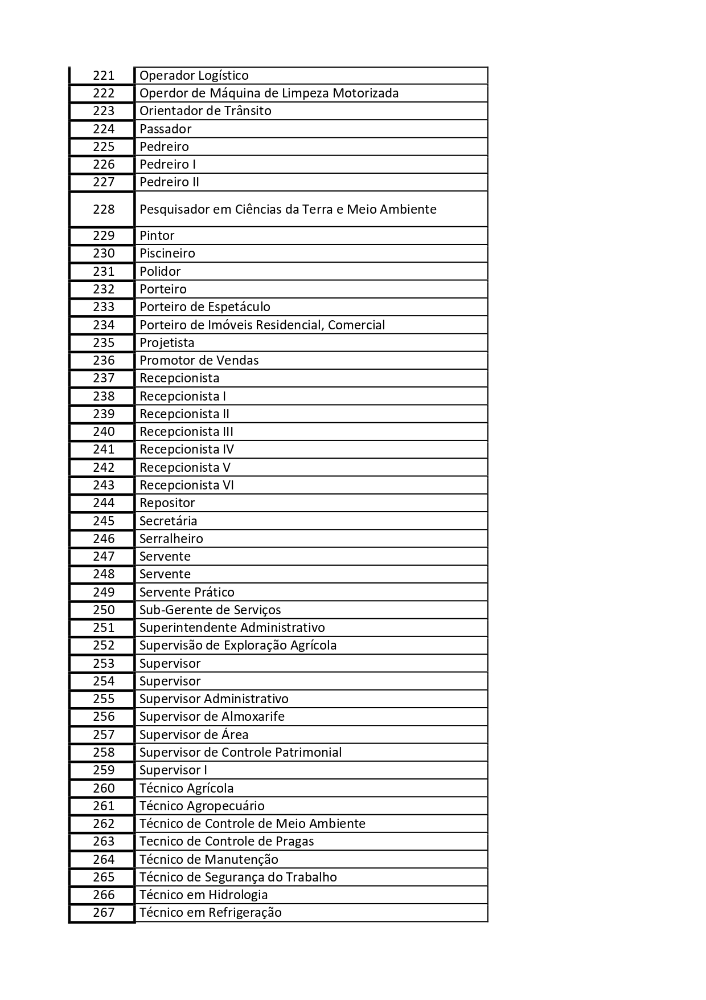 221 Operador Logístico
222 Operdor de Máquina de Limpeza Motorizada
223 Orientador de Trânsito
224 Passador
225 Pedreiro
226 Pedreiro I
227 Pedreiro II
228 Pesquisador em Ciências da Terra e Meio Ambiente
229 Pintor
230 Piscineiro
231 Polidor
232 Porteiro
233 Porteiro de Espetáculo
234 Porteiro de Imóveis Residencial, Comercial
235 Projetista
236 Promotor de Vendas
237 Recepcionista
238 Recepcionista I
239 Recepcionista II
240 Recepcionista III
241 Recepcionista IV
242 Recepcionista V
243 Recepcionista VI
244 Repositor
245 Secretária
246 Serralheiro
247 Servente
248 Servente
249 Servente Prático
250 Sub-Gerente de Serviços
251 Superintendente Administrativo
252 Supervisão de Exploração Agrícola
253 Supervisor
254 Supervisor
255 Supervisor Administrativo
256 Supervisor de Almoxarife
257 Supervisor de Área
258 Supervisor de Controle Patrimonial
259 Supervisor I
260 Técnico Agrícola
261 Técnico Agropecuário
262 Técnico de Controle de Meio Ambiente
263 Tecnico de Controle de Pragas
264 Técnico de Manutenção
265 Técnico de Segurança do Trabalho
266 Técnico em Hidrologia
267 Técnico em Refrigeração